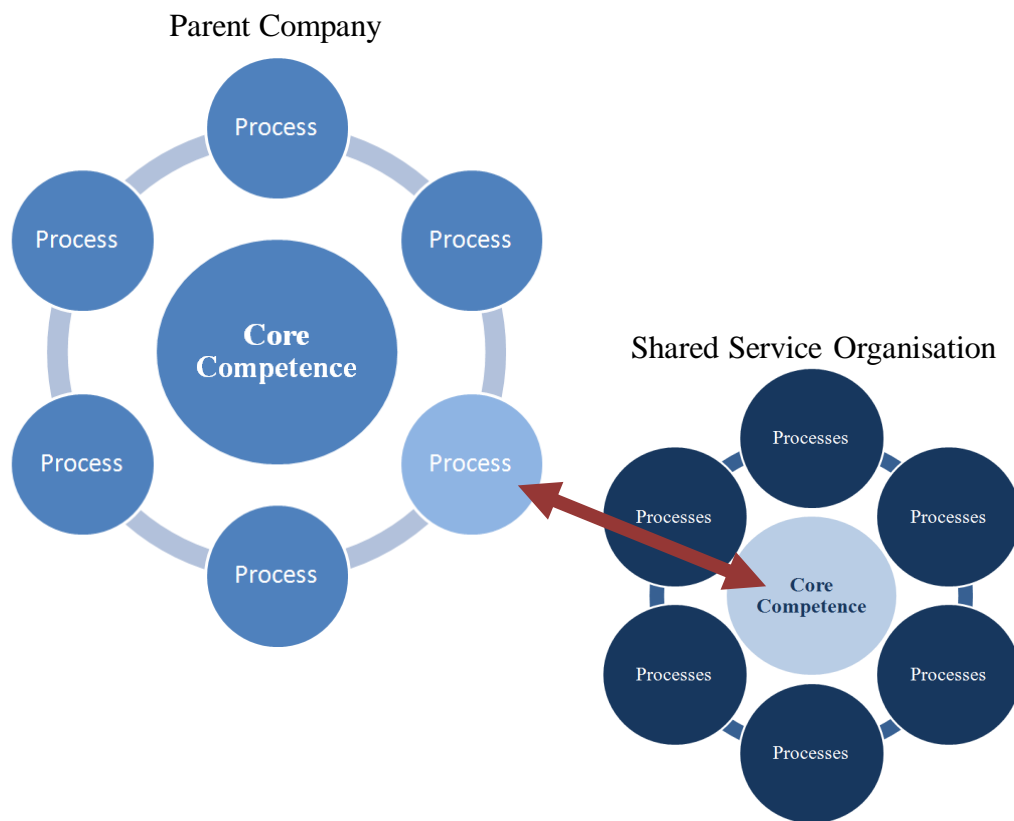 Parent Company
Process
Process
Process
Core
Competence
Process
Process
Process
Shared Service Organisation
Processes
Processes
Processes
Core
Competence
Processes
Processes
Processes